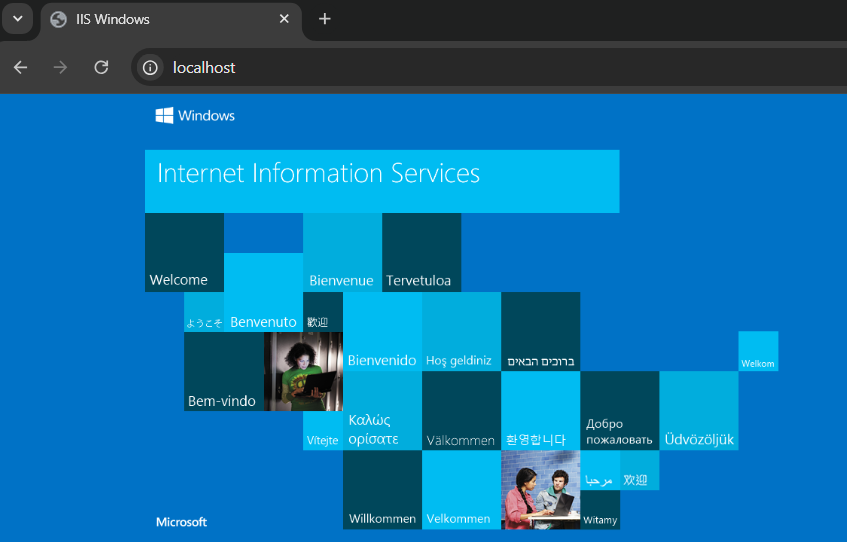 IIS Windows
localhost
Windows
Internet Information Services
Welcome
Bienvenue
Tervetuloa
ようこそ
Benvenuto
歡迎
Bienvenido
Hoş geldiniz
ברוכים הבאים
Welkom
Bem-vindo
Vítejte
Καλώς
ορίσατε
Välkommen
환영합니다
Добро
пожаловать
Üdvözöljük
Willkommen
Velkommen
مرحبا
欢迎
Witamy
Microsoft